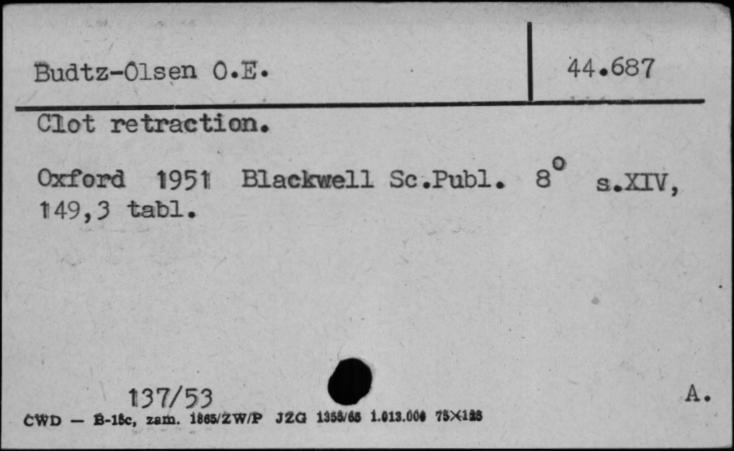 Budtz-Olsen O.E.
44.687
Clot retraction.
Oxford 1951 Blackwell Sc.Publ. 8° s.XIV,
149,3 tabl.
137/53
A.
CWD — B-15c, zam. 1865/ZW/P JZG 1355/65 1.013.000 75×125